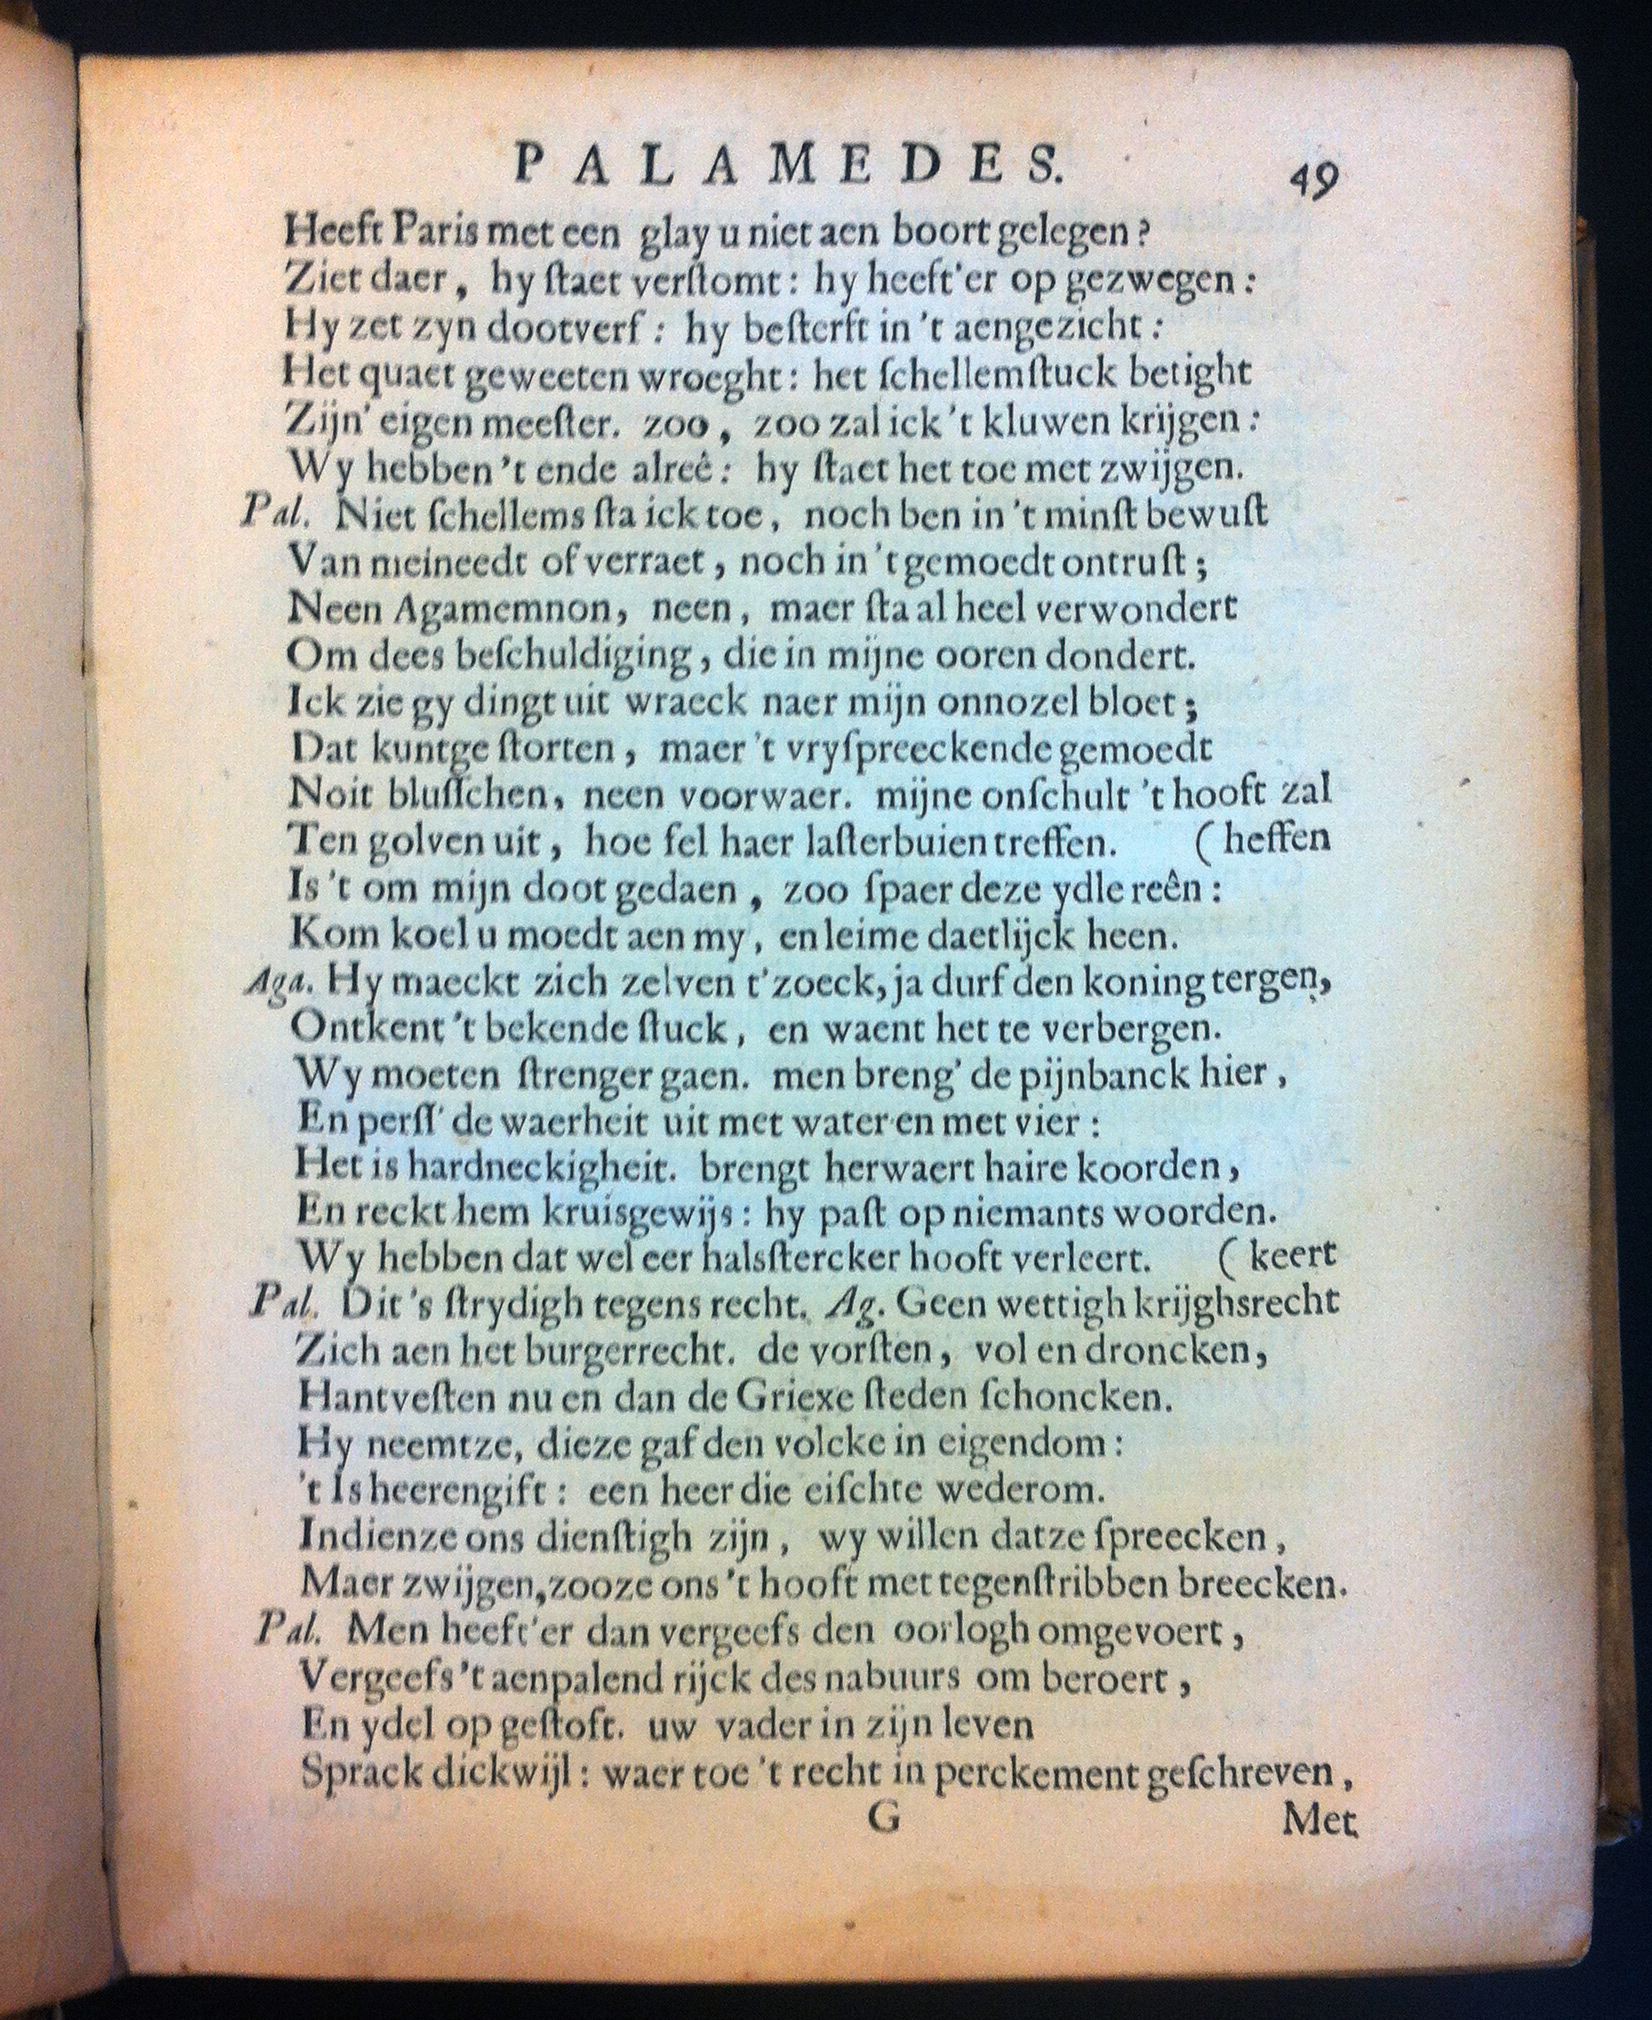 PALAMEDES. 49
Heeft Paris met een glay u niet aen boort gelegen?
Ziet daer, hy ſtaet verſtomt: hy heeft'er op gezwegen:
Hy zet zyn dootverf: hy beſterft in 't aengezicht:
Het quaet geweeten wroeght: het ſchellemſtuck betight
Zijn' eigen meeſter. zoo, zoo zal ick 't kluwen krijgen:
Wy hebben 't ende alreê: hy ſtaet het toe met zwijgen.
Pal. Niet ſchellems ſta ick toe, noch ben in 't minſt bewuſt
Van meineedt of verraet, noch in 't gemoedt ontruſt;
Neen Agamemnon, neen, maer ſta al heel verwondert
Om dees beſchuldiging, die in mijne ooren dondert.
Ick zie gy dingt uit wraeck naer mijn onnozel bloet;
Dat kuntge ſtorten, maer 't vryſpreeckende gemoedt
Noit bluſſchen, neen voorwaer. mijne onſchult 't hooft zal
Ten golven uit, hoe fel haer laſterbuien treffen. (heffen
Is 't om mijn doot gedaen, zoo ſpaer deze ydle reên:
Kom koel u moedt aen my, en leime daetlijck heen.
Aga. Hy maeckt zich zelven t'zoeck, ja durf den koning tergen,
Ontkent 't bekende ſtuck, en waent het te verbergen.
Wy moeten ſtrenger gaen. men breng' de pijnbanck hier,
En perſſ' de waerheit uit met water en met vier:
Het is hardneckigheit. brengt herwaert haire koorden,
En reckt hem kruisgewijs: hy paſt op niemants woorden.
Wy hebben dat wel eer halsſtercker hooft verleert. (keert
Pal. Dit 's ſtrydigh tegens recht. Ag. Geen wettigh krijghsrecht
Zich aen het burgerrecht. de vorſten, vol en droncken,
Hantveſten nu en dan de Griexe ſteden ſchoncken.
Hy neemtze, dieze gaf den volcke in eigendom:
't Is heerengift: een heer die eiſchte wederom.
Indienze ons dienſtigh zijn, wy willen datze ſpreecken,
Maer zwijgen, zooze ons 't hooft met tegenſtribben breecken.
Pal. Men heeft'er dan vergeefs den oorlogh omgevoert,
Vergeefs 't aenpalend rijck des nabuurs om beroert,
En ydel op geſtoft. uw vader in zijn leven
Sprack dickwijl: waer toe 't recht in perckement geſchreven,
G Met